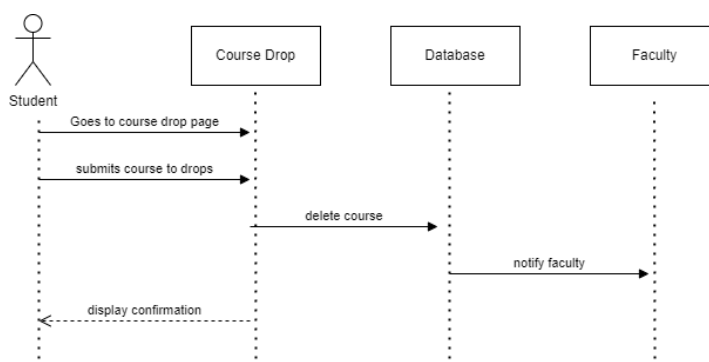 Course Drop
Database
Faculty
Student
Goes to course drop page
submits course to drops
delete course
notify faculty
display confirmation